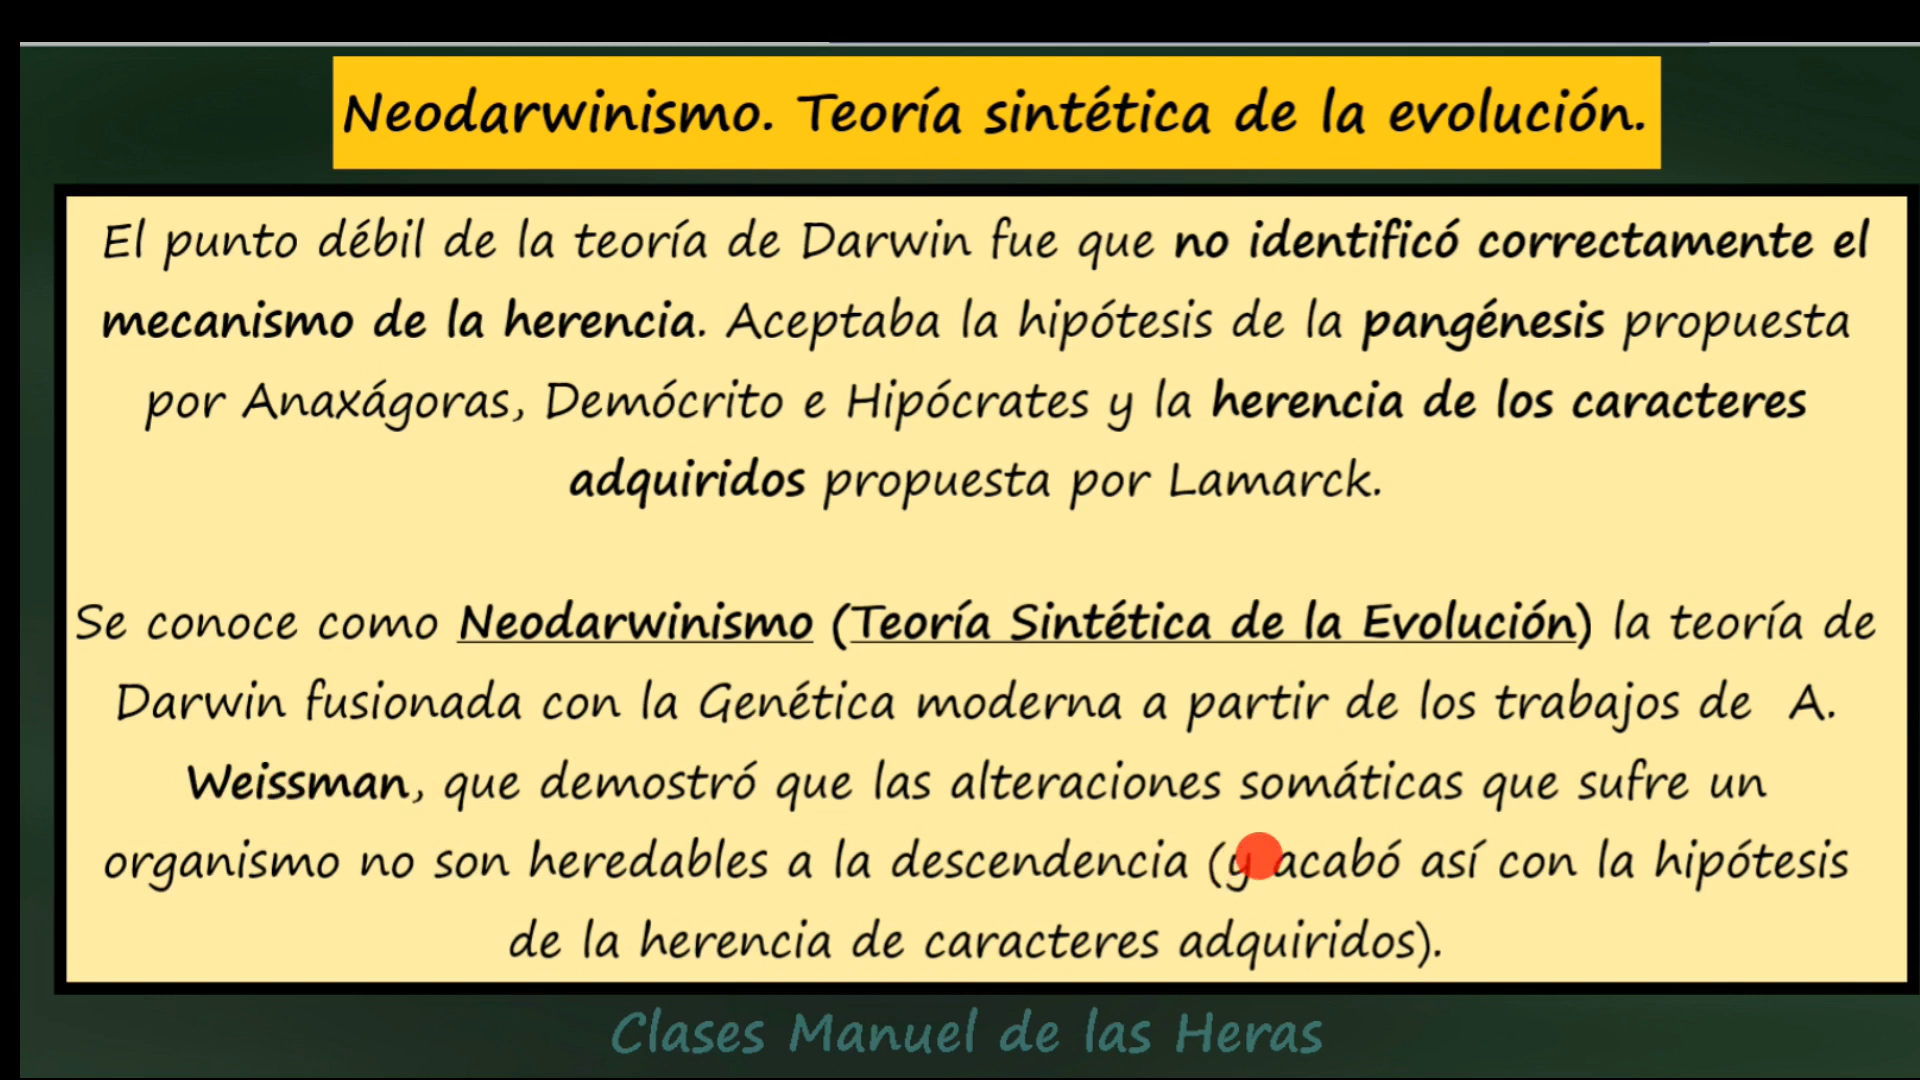 Neodarwinismo. Teoría sintética de la evolución.
El punto débil de la teoría de Darwin fue que no identificó correctamente el
mecanismo de la herencia. Aceptaba la hipótesis de la pangénesis propuesta
por Anaxágoras, Demócrito e Hipócrates y la herencia de los caracteres
adquiridos propuesta por Lamarck.
Se conoce como Neodarwinismo (Teoría Sintética de la Evolución) la teoría de
Darwin fusionada con la Genética moderna a partir de los trabajos de A.
Weissman, que demostró que las alteraciones somáticas que sufre un
organismo no son heredables a la descendencia (y acabó así con la hipótesis
de la herencia de caracteres adquiridos).
Clases Manuel de las Heras